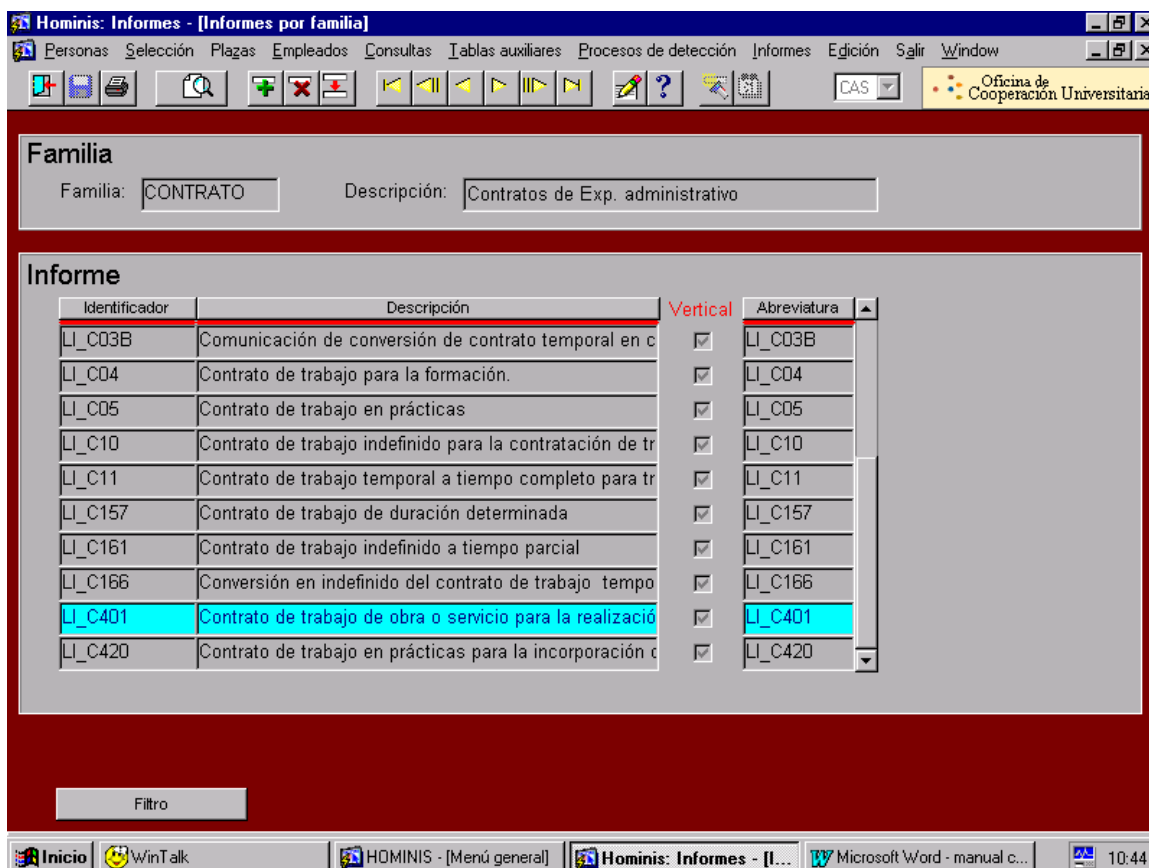 Hominis: Informes - [Informes por familia]
Personas Selección Plazas Empleados Consultas Tablas auxiliares Procesos de detección Informes Edición Salir Window
CAS
Oficina de
Cooperación Universitaria
Familia
Familia: CONTRATO Descripción: Contratos de Exp. administrativo
Informe
Identificador Descripción Vertical Abreviatura
LI_C03B Comunicación de conversión de contrato temporal en c LI_C03B
LI_C04 Contrato de trabajo para la formación. LI_C04
LI_C05 Contrato de trabajo en prácticas LI_C05
LI_C10 Contrato de trabajo indefinido para la contratación de tr LI_C10
LI_C11 Contrato de trabajo temporal a tiempo completo para tr LI_C11
LI_C157 Contrato de trabajo de duración determinada LI_C157
LI_C161 Contrato de trabajo indefinido a tiempo parcial LI_C161
LI_C166 Conversión en indefinido del contrato de trabajo tempo LI_C166
LI_C401 Contrato de trabajo de obra o servicio para la realizació LI_C401
LI_C420 Contrato de trabajo en prácticas para la incorporación c LI_C420
Filtro
Inicio WinTalk HOMINIS - [Menú general] Hominis: Informes - [I... Microsoft Word - manual c... 10:44